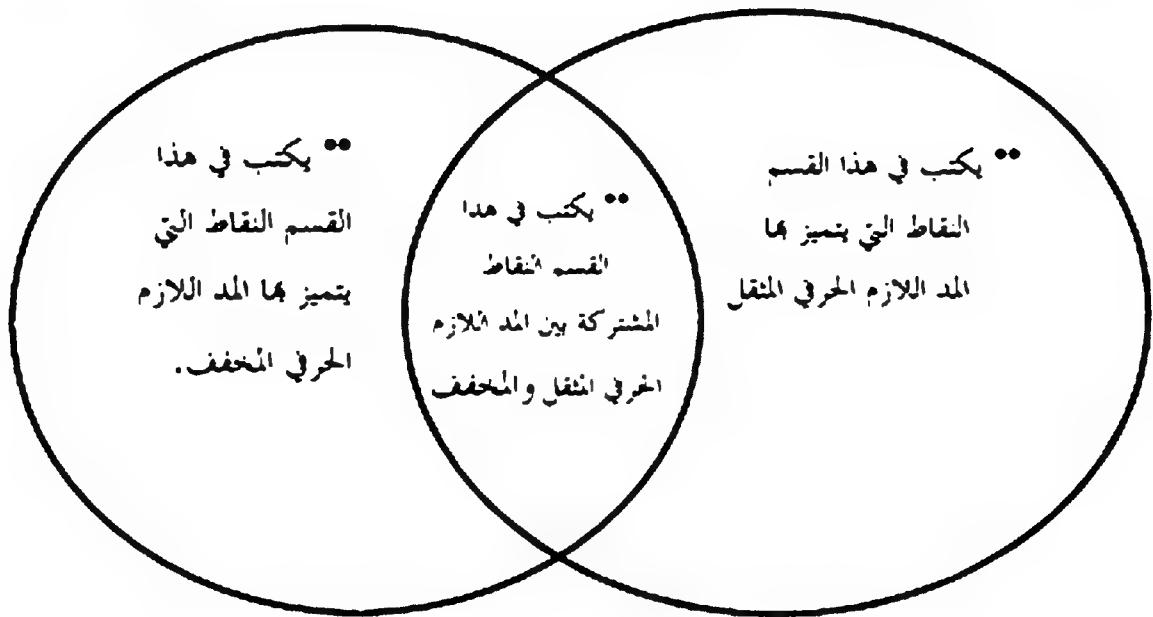 •• يكتب في هذا القسم
النقاط التي يتميز بها
المد اللازم الحرفي المثقل
•• يكتب في هذا
القسم النقاط
المشتركة بين المد اللازم
الحرفي المثقل والمخفف
•• يكتب في هذا
القسم النقاط التي
يتميز بها المد اللازم
الحرفي المخفف.